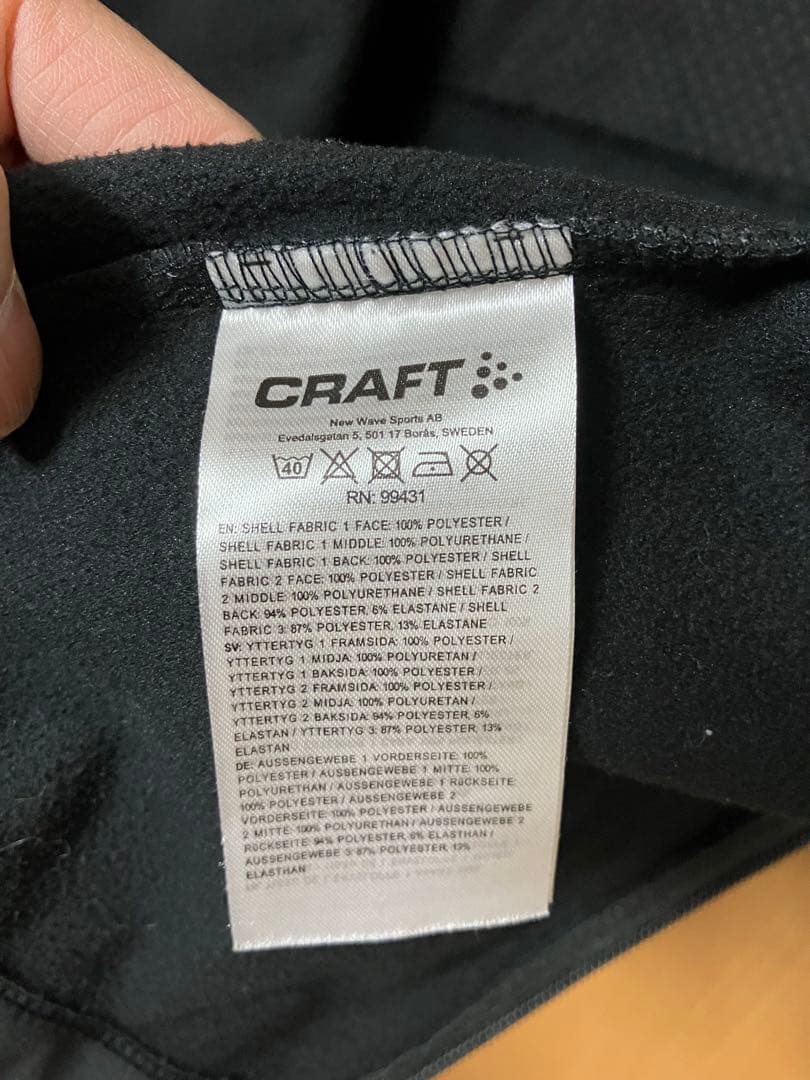 CRAFT
New Wave Sports AB
Evedalsgatan 5, 501 17 Borås, SWEDEN
40
RN: 99431
EN: SHELL FABRIC 1 FACE: 100% POLYESTER /
SHELL FABRIC 1 MIDDLE: 100% POLYURETHANE /
SHELL FABRIC 1 BACK: 100% POLYESTER / SHELL
FABRIC 2 FACE: 100% POLYESTER / SHELL FABRIC
2 MIDDLE: 100% POLYURETHANE / SHELL FABRIC 2
BACK: 94% POLYESTER, 6% ELASTANE / SHELL
FABRIC 3: 87% POLYESTER, 13% ELASTANE
SV: YTTERTYG 1 FRAMSIDA: 100% POLYESTER /
YTTERTYG 1 MIDJA: 100% POLYURETAN /
YTTERTYG 1 BAKSIDA: 100% POLYESTER /
YTTERTYG 2 FRAMSIDA: 100% POLYESTER /
YTTERTYG 2 MIDJA: 100% POLYURETAN /
YTTERTYG 2 BAKSIDA: 94% POLYESTER, 6%
ELASTAN / YTTERTYG 3: 87% POLYESTER, 13%
ELASTAN
DE: AUSSENGEWEBE 1 VORDERSEITE: 100%
POLYESTER / AUSSENGEWEBE 1 MITTE: 100%
POLYURETHAN / AUSSENGEWEBE 1 RÜCKSEITE:
100% POLYESTER / AUSSENGEWEBE 2
VORDERSEITE: 100% POLYESTER / AUSSENGEWEBE
2 MITTE: 100% POLYURETHAN / AUSSENGEWEBE 2
RÜCKSEITE: 94% POLYESTER, 6% ELASTHAN /
AUSSENGEWEBE 3: 87% POLYESTER, 13%
ELASTHAN